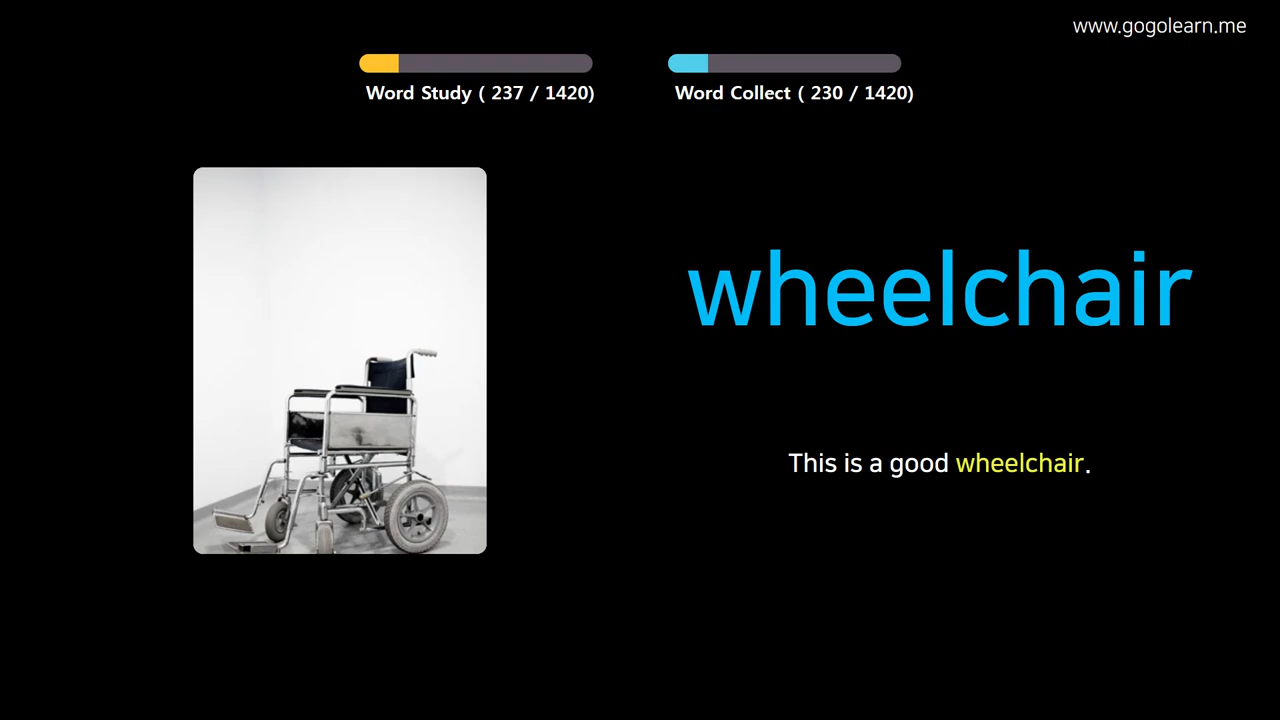 www.gogolearn.me
Word Study ( 237 / 1420)
Word Collect ( 230 / 1420)
wheelchair
This is a good wheelchair.